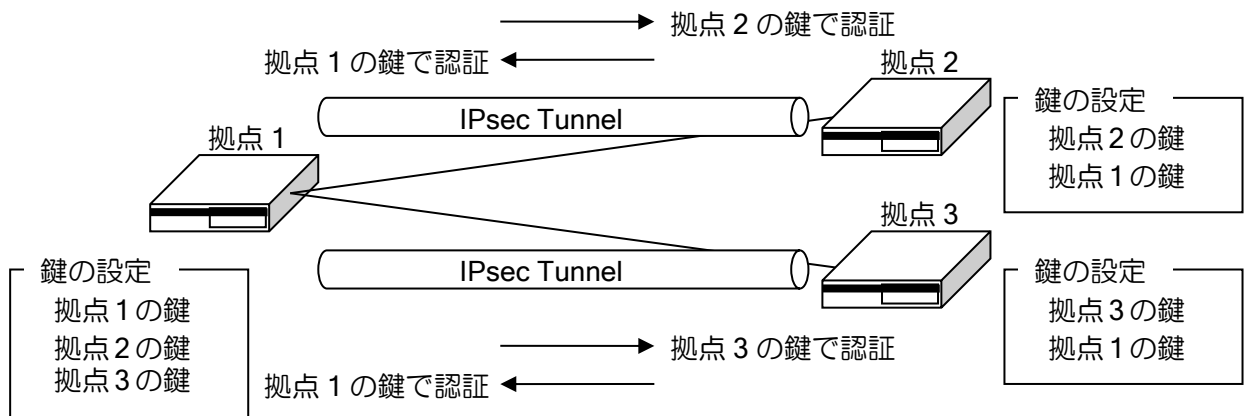 拠点 2 の鍵で認証
拠点 1 の鍵で認証
拠点 2
IPsec Tunnel
鍵の設定
拠点 2 の鍵
拠点 1 の鍵
拠点 1
拠点 3
IPsec Tunnel
鍵の設定
拠点 1 の鍵
拠点 2 の鍵
拠点 3 の鍵
鍵の設定
拠点 3 の鍵
拠点 1 の鍵
拠点 3 の鍵で認証
拠点 1 の鍵で認証